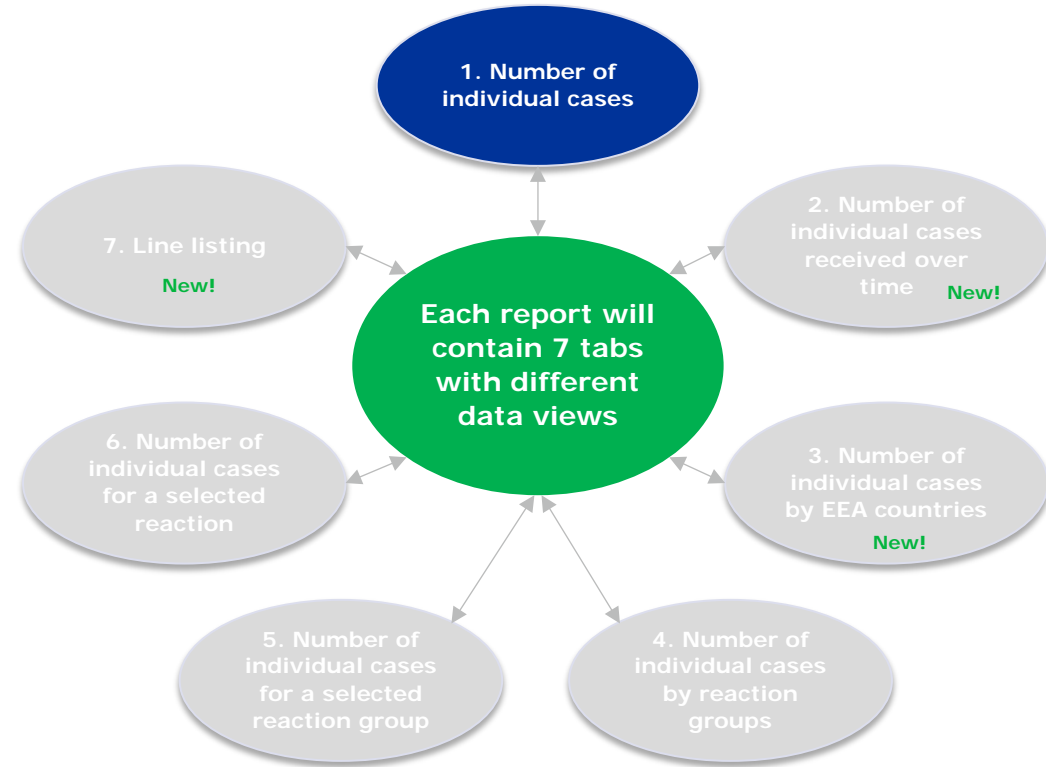 1. Number of
individual cases
2. Number of
individual cases
received over
time
New!
3. Number of
individual cases
by EEA countries
New!
4. Number of
individual cases
by reaction
groups
5. Number of
individual cases
for a selected
reaction group
6. Number of
individual cases
for a selected
reaction
7. Line listing
New!
Each report will
contain 7 tabs
with different
data views